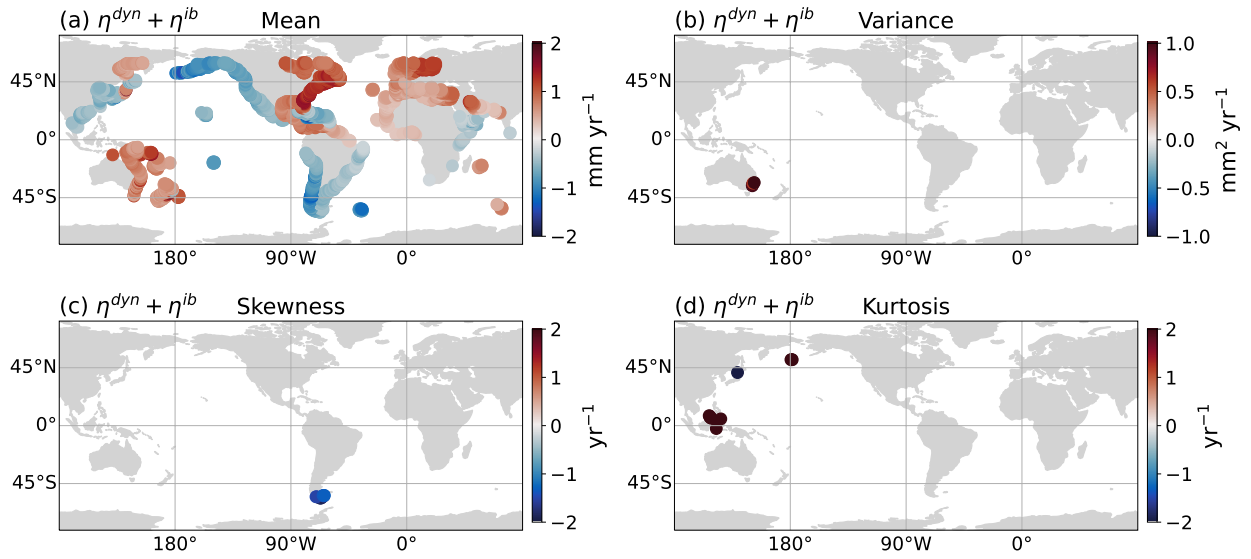 (a) η^{dyn} + η^{ib} Mean
45°N
0°
45°S
180° 90°W 0°
2
1
0
−1
−2
mm yr^{−1}
(b) η^{dyn} + η^{ib} Variance
45°N
0°
45°S
180° 90°W 0°
1.0
0.5
0.0
−0.5
−1.0
mm² yr^{−1}
(c) η^{dyn} + η^{ib} Skewness
45°N
0°
45°S
180° 90°W 0°
2
1
0
−1
−2
yr^{−1}
(d) η^{dyn} + η^{ib} Kurtosis
45°N
0°
45°S
180° 90°W 0°
2
1
0
−1
−2
yr^{−1}